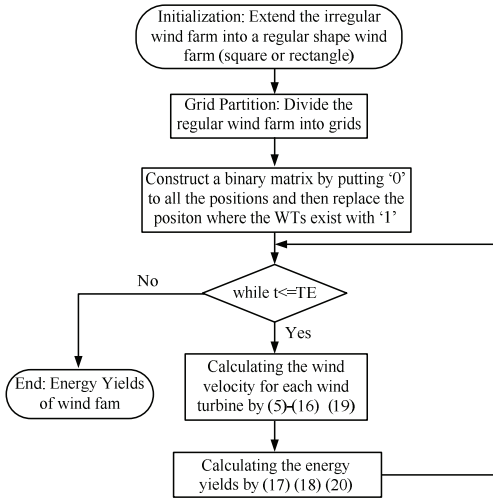 Initialization: Extend the irregular
wind farm into a regular shape wind
farm (square or rectangle)
Grid Partition: Divide the
regular wind farm into grids
Construct a binary matrix by putting ‘0’
to all the positions and then replace the
positon where the WTs exist with ‘1’
No
while t<=TE
Yes
End: Energy Yields
of wind fam
Calculating the wind
velocity for each wind
turbine by (5)-(16) (19)
Calculating the energy
yields by (17) (18) (20)